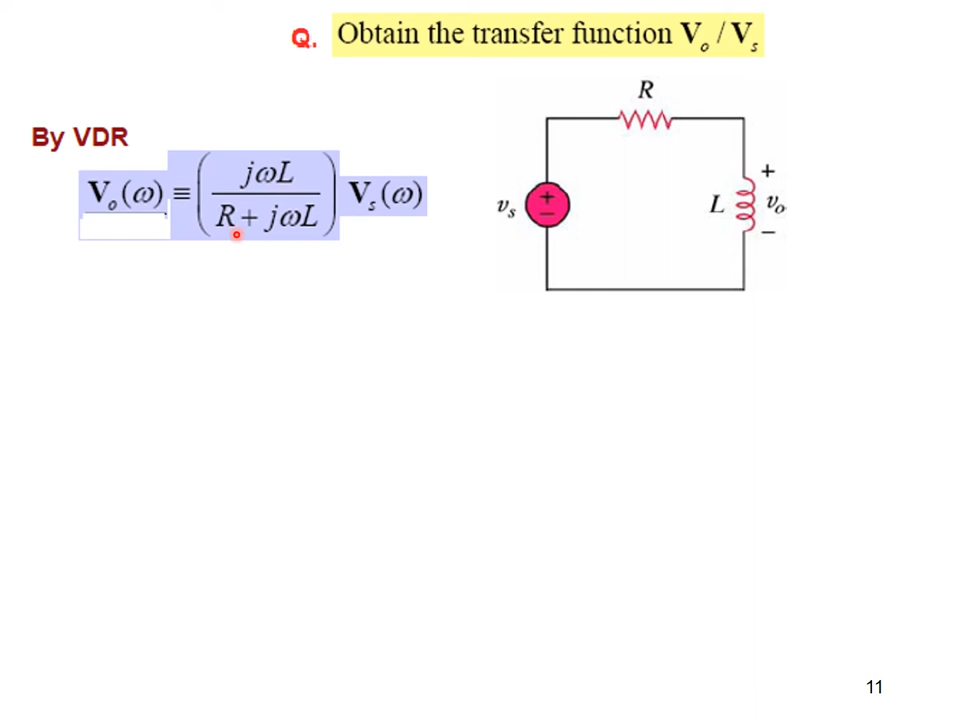 Q. Obtain the transfer function V_o / V_s
By VDR
V_o(ω) ≡ ( jωL / (R + jωL) ) V_s(ω)
R
+
v_s
+
−
L
v_o
−
11